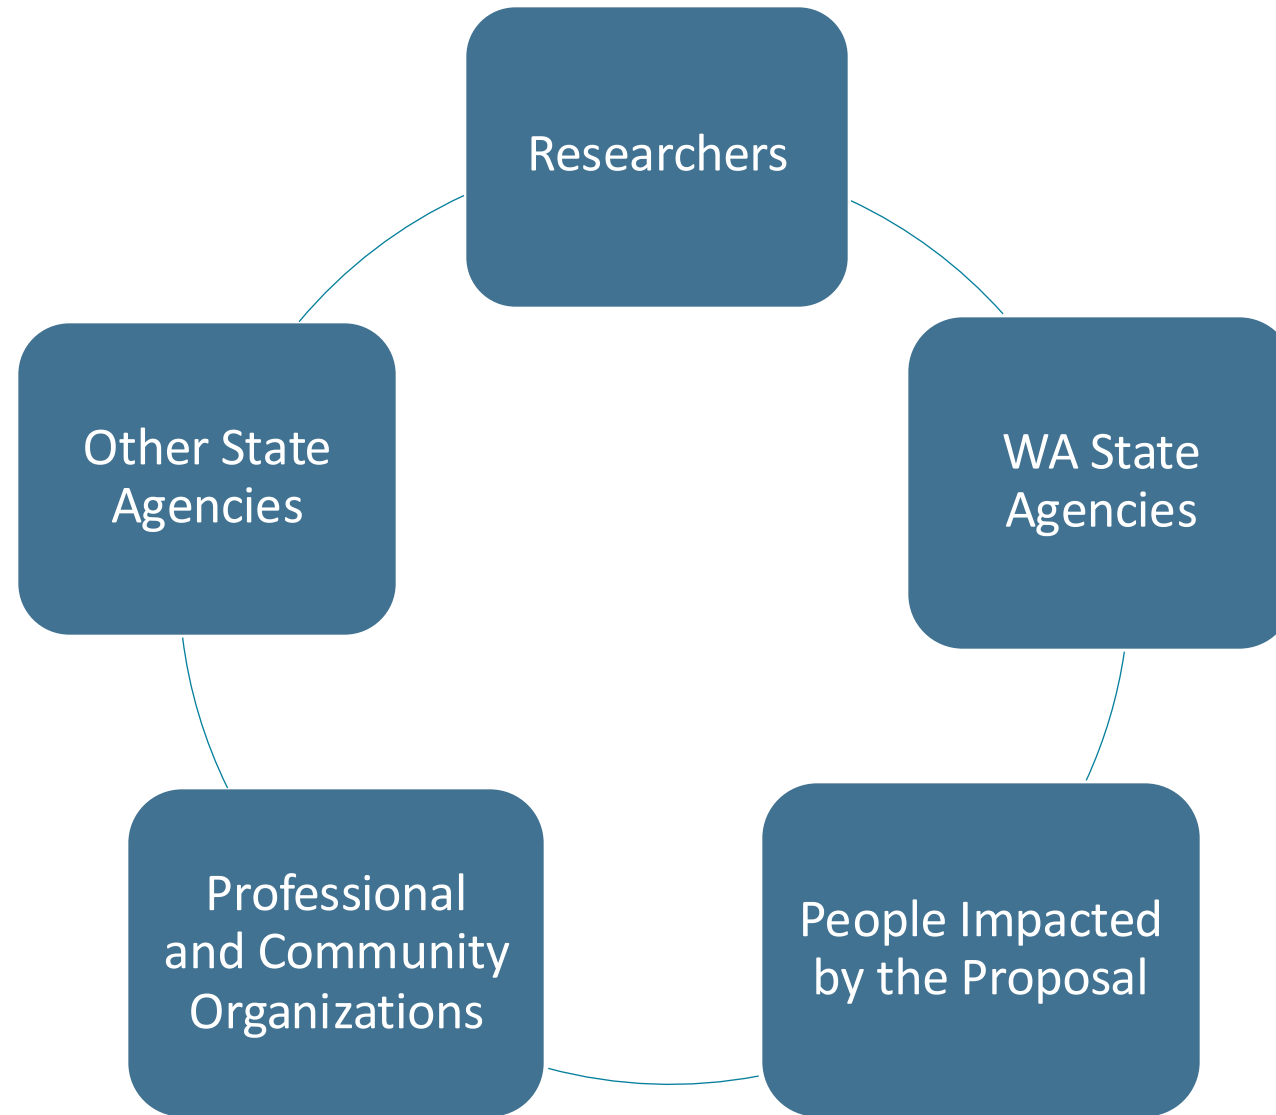 Researchers
WA State
Agencies
People Impacted
by the Proposal
Professional
and Community
Organizations
Other State
Agencies